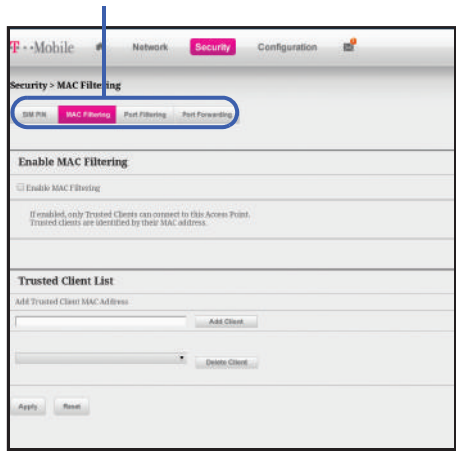 T··Mobile Network Security Configuration
Security > MAC Filtering
SIM PIN MAC Filtering Port Filtering Port Forwarding
Enable MAC Filtering
Enable MAC Filtering
If enabled, only Trusted Clients can connect to this Access Point.
Trusted clients are identified by their MAC address.
Trusted Client List
Add Trusted Client MAC Address
Add Client
Delete Client
Apply Reset